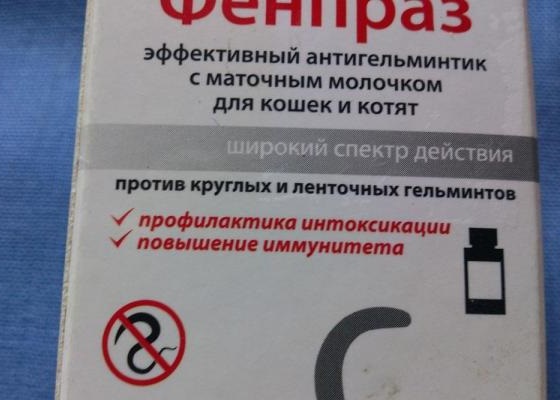 Фенпраз
эффективный антигельминтик
с маточным молочком
для кошек и котят
широкий спектр действия
против круглых и ленточных гельминтов
профилактика интоксикации
повышение иммунитета